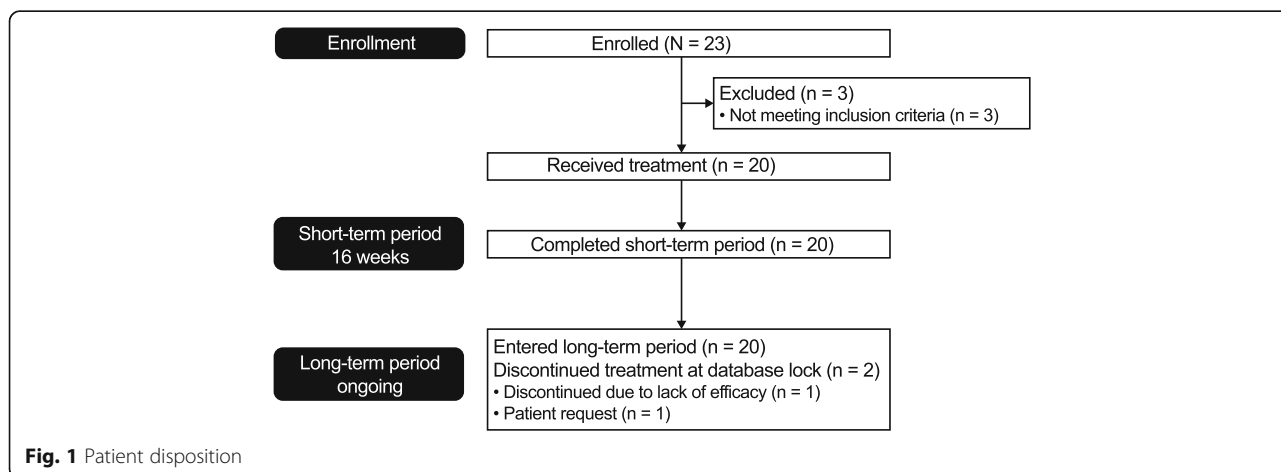 Enrollment
Enrolled (N = 23)
Excluded (n = 3)
• Not meeting inclusion criteria (n = 3)
Received treatment (n = 20)
Short-term period
16 weeks
Completed short-term period (n = 20)
Long-term period
ongoing
Entered long-term period (n = 20)
Discontinued treatment at database lock (n = 2)
• Discontinued due to lack of efficacy (n = 1)
• Patient request (n = 1)
Fig. 1 Patient disposition